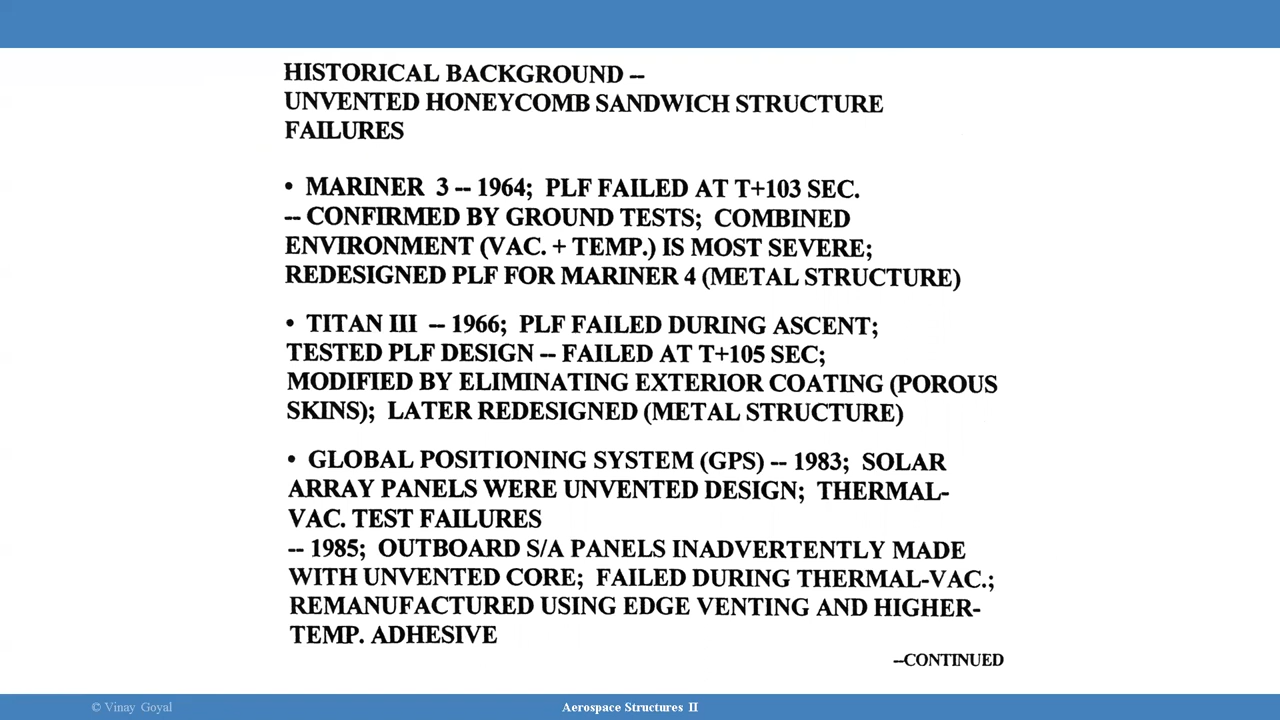 HISTORICAL BACKGROUND --
UNVENTED HONEYCOMB SANDWICH STRUCTURE
FAILURES
• MARINER 3 -- 1964; PLF FAILED AT T+103 SEC.
-- CONFIRMED BY GROUND TESTS; COMBINED
ENVIRONMENT (VAC. + TEMP.) IS MOST SEVERE;
REDESIGNED PLF FOR MARINER 4 (METAL STRUCTURE)
• TITAN III -- 1966; PLF FAILED DURING ASCENT;
TESTED PLF DESIGN -- FAILED AT T+105 SEC;
MODIFIED BY ELIMINATING EXTERIOR COATING (POROUS
SKINS); LATER REDESIGNED (METAL STRUCTURE)
• GLOBAL POSITIONING SYSTEM (GPS) -- 1983; SOLAR
ARRAY PANELS WERE UNVENTED DESIGN; THERMAL-
VAC. TEST FAILURES
-- 1985; OUTBOARD S/A PANELS INADVERTENTLY MADE
WITH UNVENTED CORE; FAILED DURING THERMAL-VAC.;
REMANUFACTURED USING EDGE VENTING AND HIGHER-
TEMP. ADHESIVE
--CONTINUED
© Vinay Goyal
Aerospace Structures II